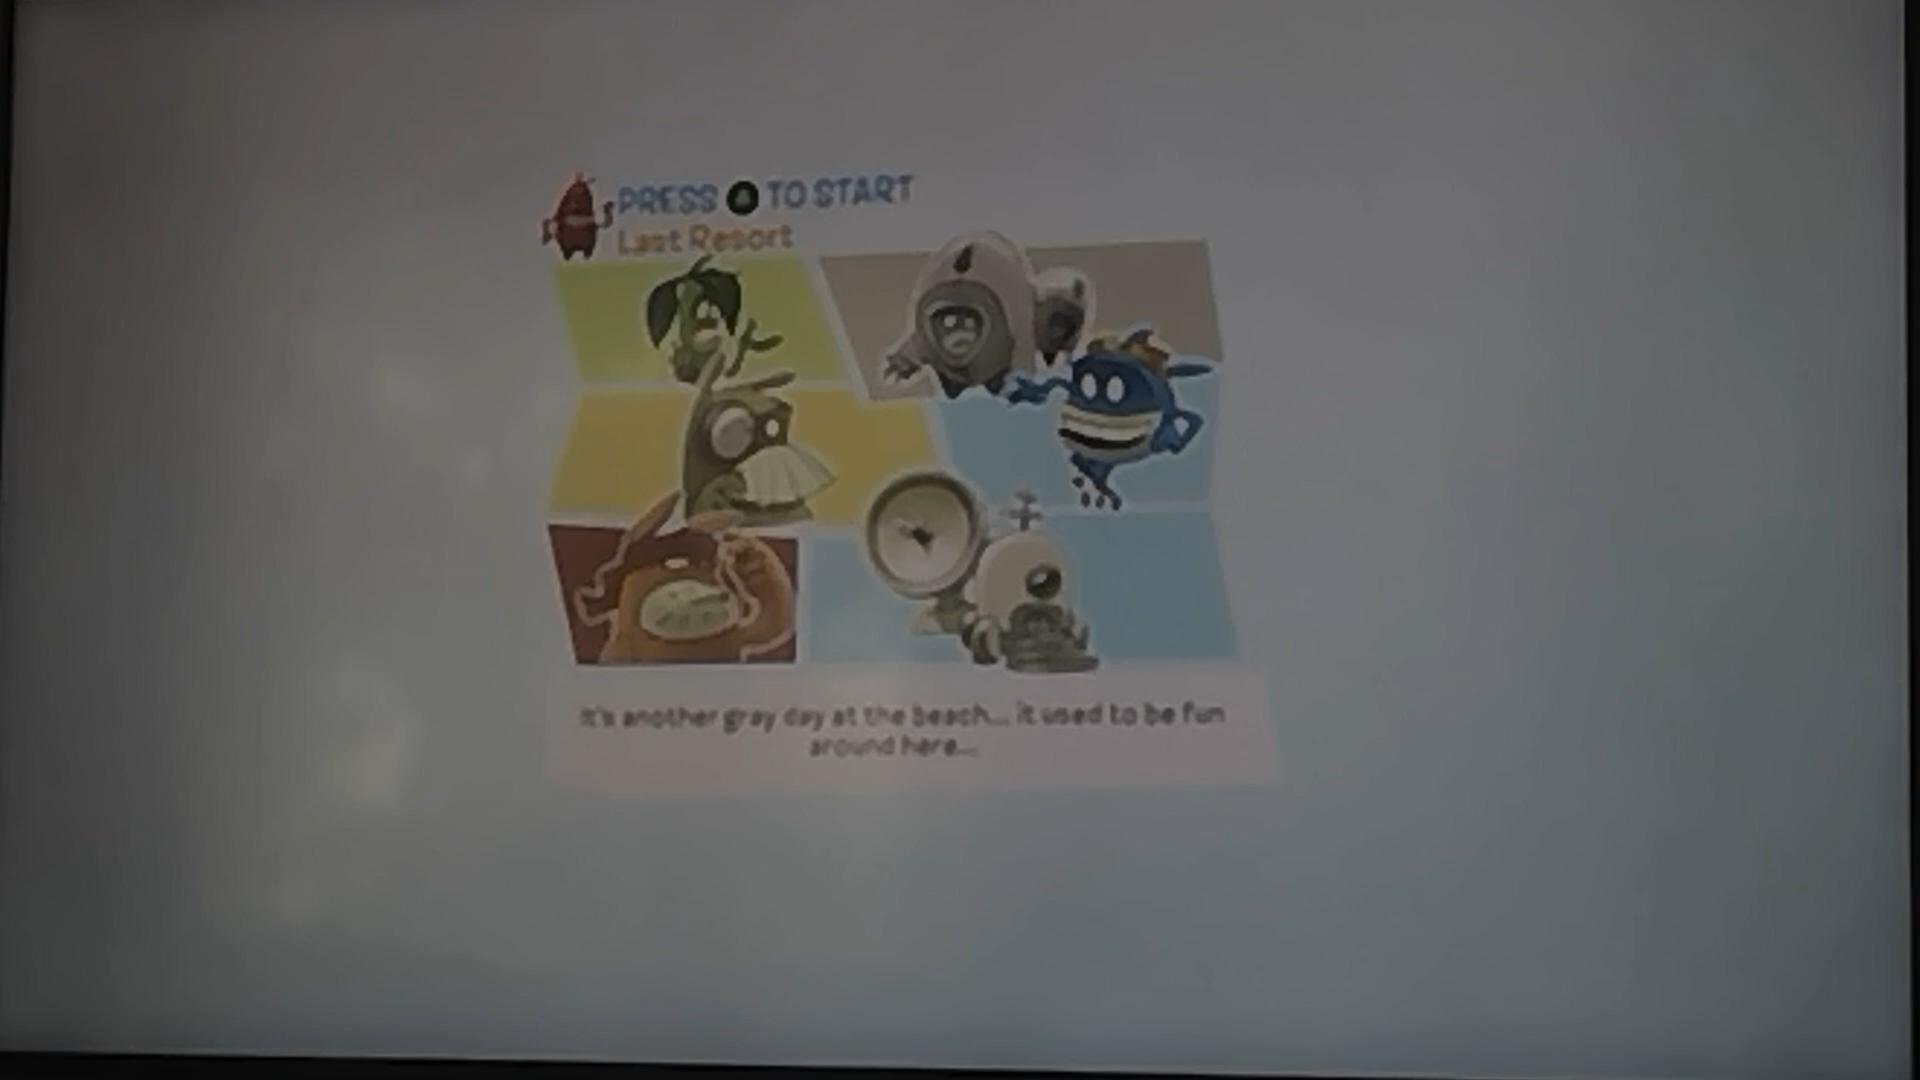 PRESS A TO START
Last Resort
It's another gray day at the beach... it used to be fun
around here...